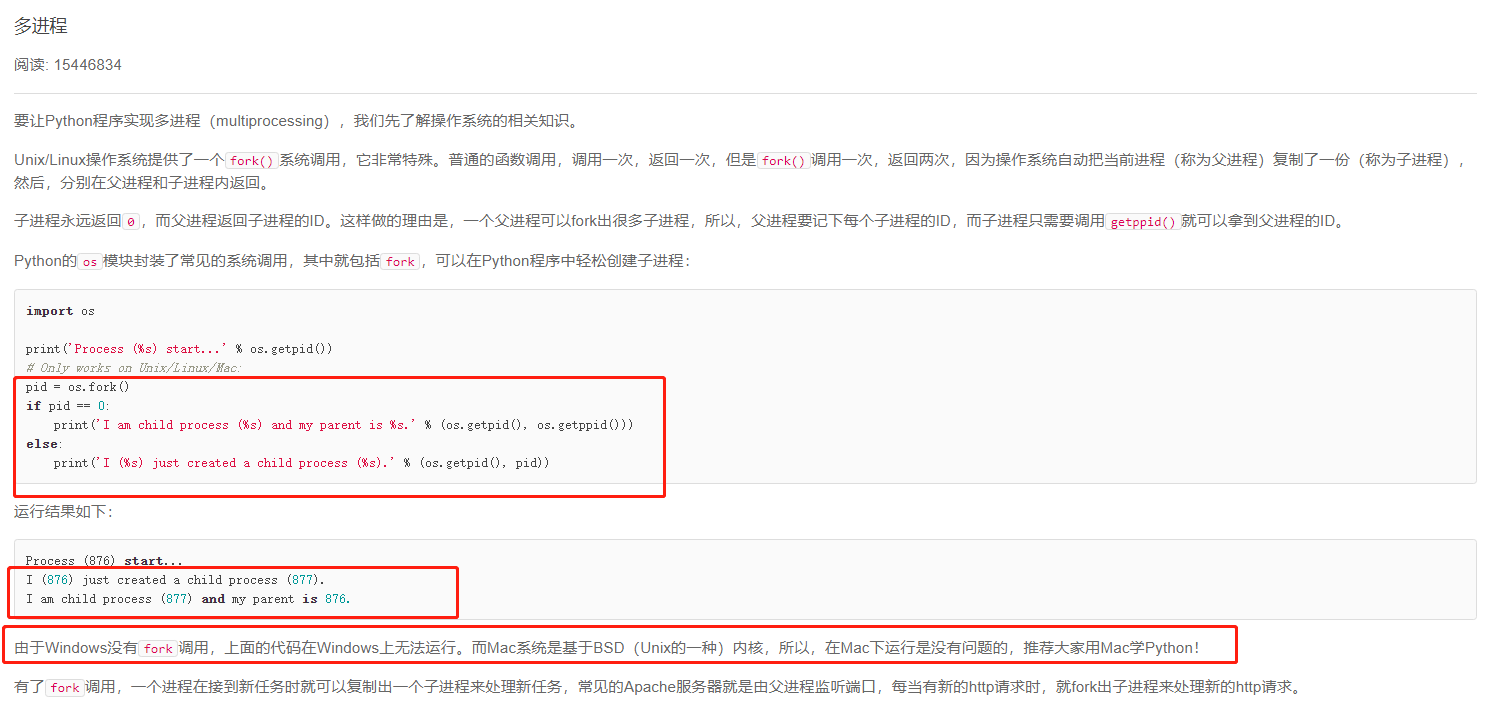 多进程
阅读: 15446834
要让Python程序实现多进程（multiprocessing），我们先了解操作系统的相关知识。
Unix/Linux操作系统提供了一个fork()系统调用，它非常特殊。普通的函数调用，调用一次，返回一次，但是fork()调用一次，返回两次，因为操作系统自动把当前进程（称为父进程）复制了一份（称为子进程），
然后，分别在父进程和子进程内返回。
子进程永远返回0，而父进程返回子进程的ID。这样做的理由是，一个父进程可以fork出很多子进程，所以，父进程要记下每个子进程的ID，而子进程只需要调用getppid()就可以拿到父进程的ID。
Python的os模块封装了常见的系统调用，其中就包括fork，可以在Python程序中轻松创建子进程：
import os
print('Process (%s) start...' % os.getpid())
# Only works on Unix/Linux/Mac:
pid = os.fork()
if pid == 0:
    print('I am child process (%s) and my parent is %s.' % (os.getpid(), os.getppid()))
else:
    print('I (%s) just created a child process (%s).' % (os.getpid(), pid))
运行结果如下：
Process (876) start...
I (876) just created a child process (877).
I am child process (877) and my parent is 876.
由于Windows没有fork调用，上面的代码在Windows上无法运行。而Mac系统是基于BSD（Unix的一种）内核，所以，在Mac下运行是没有问题的，推荐大家用Mac学Python！
有了fork调用，一个进程在接到新任务时就可以复制出一个子进程来处理新任务，常见的Apache服务器就是由父进程监听端口，每当有新的http请求时，就fork出子进程来处理新的http请求。